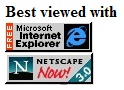 Best viewed with
FREE
Microsoft
Internet
Explorer
N NETSCAPE
Now! 3.0